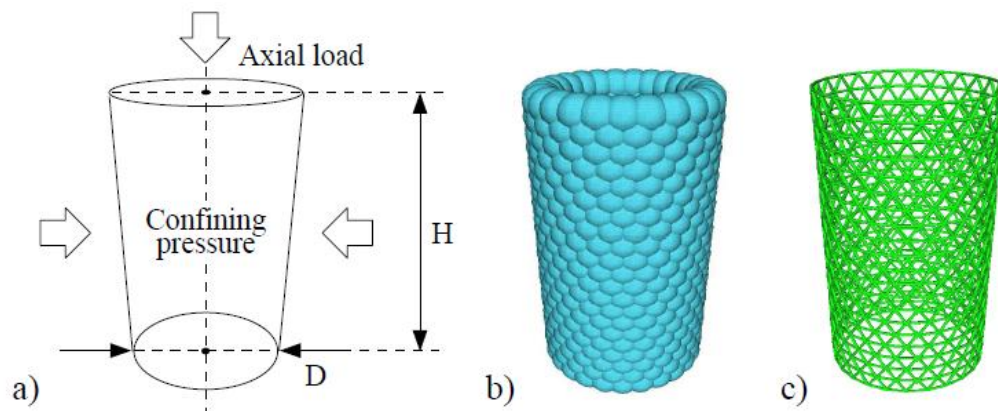 Axial load
Confining
pressure
H
D
a)
b)
c)